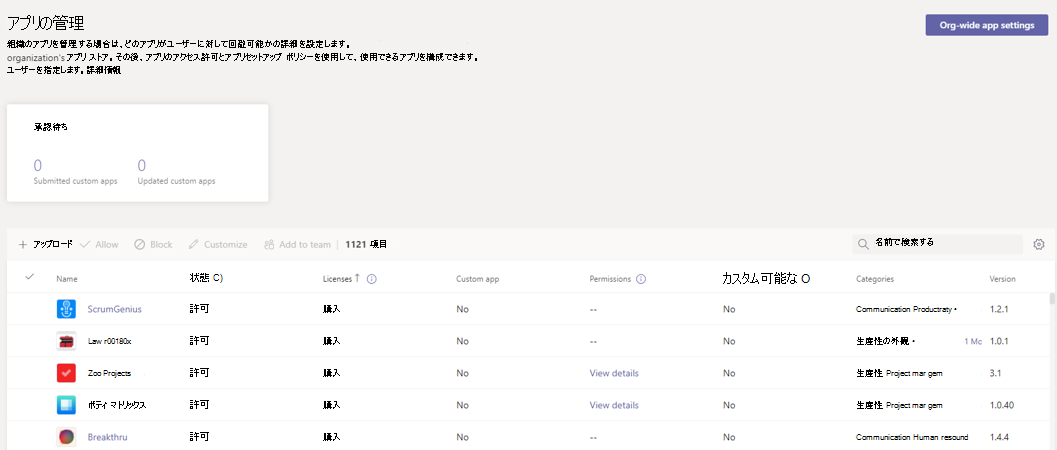 アプリの管理
Org-wide app settings
組織のアプリを管理する場合は、どのアプリがユーザーに対して回避可能かの詳細を設定します。
organization's アプリ ストア。その後、アプリのアクセス許可とアプリセットアップ ポリシーを使用して、使用できるアプリを構成できます。
ユーザーを指定します。詳細情報
承認待ち
0 0
Submitted custom apps Updated custom apps
アップロード Allow Block Customize Add to team | 1121 項目 名前で検索する
Name 状態 C) Licenses ↑ Custom app Permissions カスタム可能な O Categories Version
ScrumGenius 許可 購入 No -- No Communication Productraty • 1.2.1
Law r00180x 許可 購入 No -- No 生産性の外観 • 1 Mc 1.0.1
Zoo Projects 許可 購入 No View details No 生産性 Project mar gem 3.1
ボティ マトリックス 許可 購入 No View details No 生産性 Project mar gem 1.0.40
Breakthru 許可 購入 No -- No Communication Human resound 1.4.4